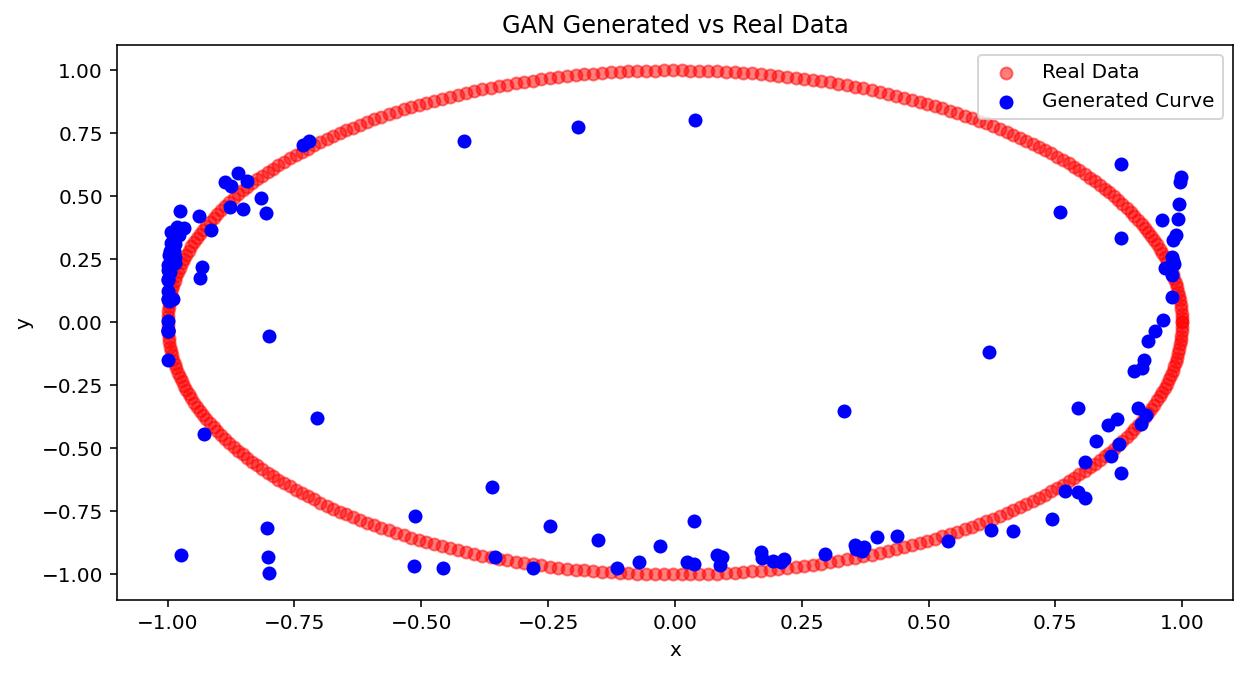 GAN Generated vs Real Data
Real Data
Generated Curve
1.00
0.75
0.50
0.25
0.00
−0.25
−0.50
−0.75
−1.00
y
−1.00 −0.75 −0.50 −0.25 0.00 0.25 0.50 0.75 1.00
x